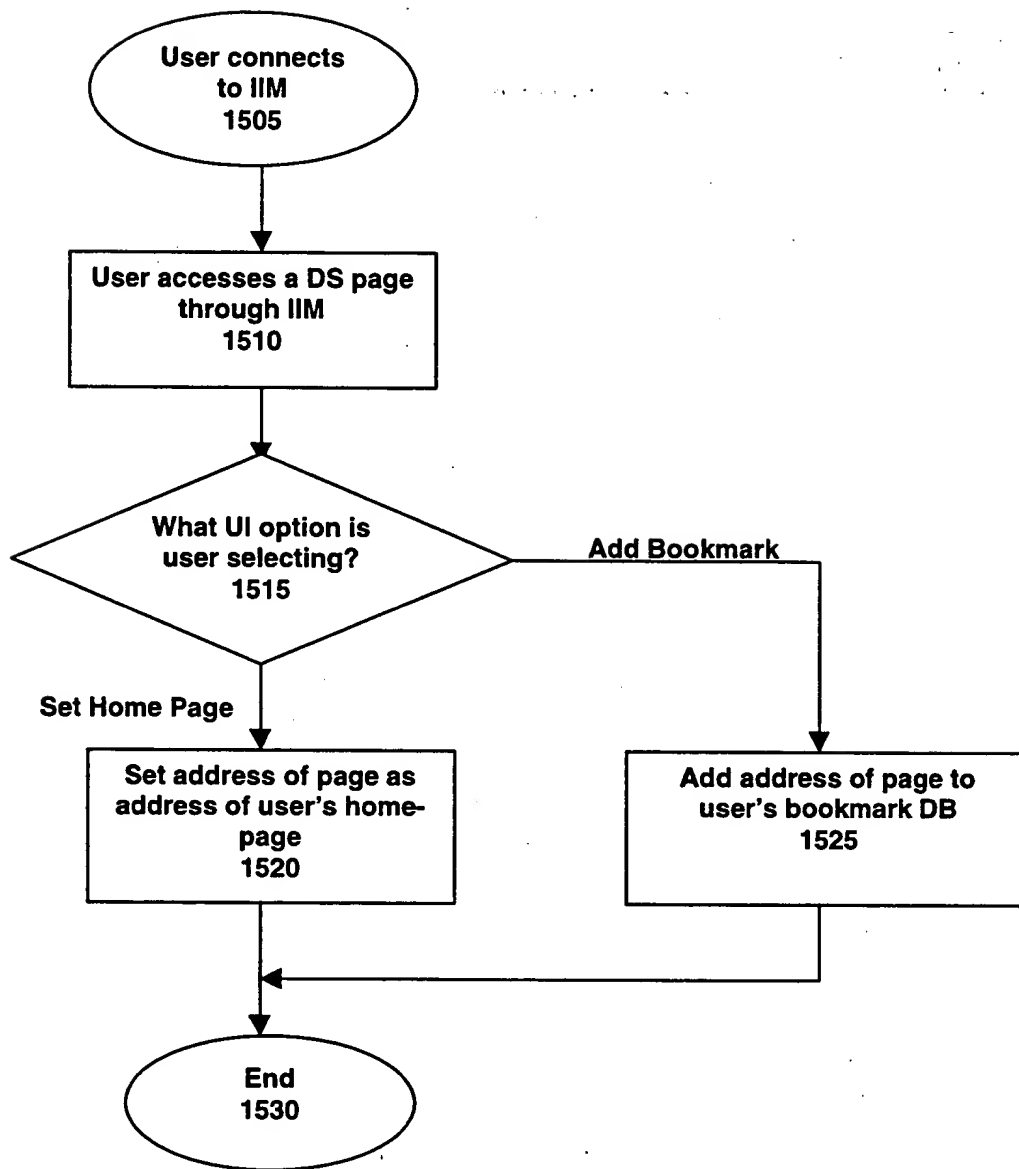 User connects
to IIM
1505
User accesses a DS page
through IIM
1510
What UI option is
user selecting?
1515
Add Bookmark
Set Home Page
Set address of page as
address of user's home-
page
1520
Add address of page to
user's bookmark DB
1525
End
1530